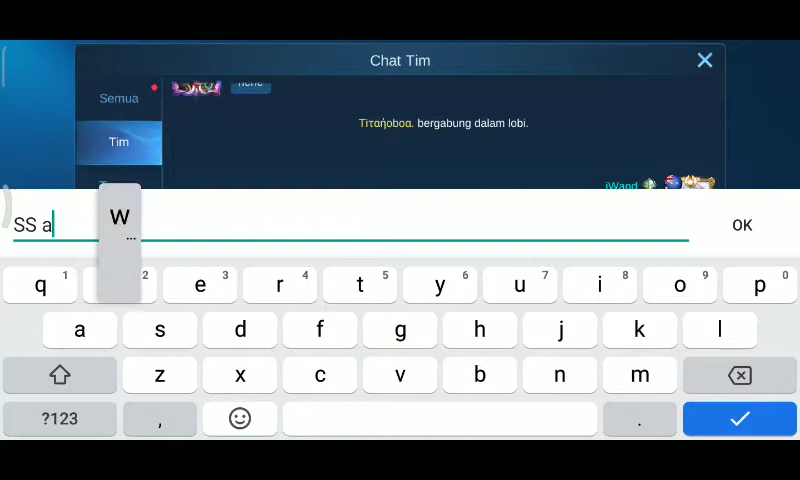 Chat Tim
Semua
Tιταήοboα. bergabung dalam lobi.
Tim
iWand
SS a
W
...
OK
q 1 2 e 3 r 4 t 5 y 6 u 7 i 8 o 9 p 0
a s d f g h j k l
z x c v b n m
?123 , .